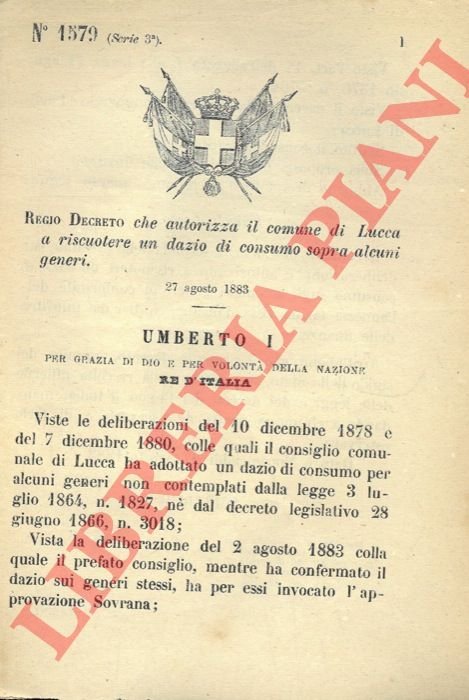 N° 1579 (Serie 3ª).
1
REGIO DECRETO che autorizza il comune di Lucca
a riscuotere un dazio di consumo sopra alcuni
generi.
27 agosto 1883
UMBERTO I
PER GRAZIA DI DIO E PER VOLONTÀ DELLA NAZIONE
RE D'ITALIA
Viste le deliberazioni del 10 dicembre 1878 e
del 7 dicembre 1880, colle quali il consiglio comu-
nale di Lucca ha adottato un dazio di consumo per
alcuni generi non contemplati dalla legge 3 lu-
glio 1864, n. 1827, nè dal decreto legislativo 28
giugno 1866, n. 3018;
Vista la deliberazione del 2 agosto 1883 colla
quale il prefato consiglio, mentre ha confermato il
dazio sui generi stessi, ha per essi invocato l'ap-
provazione Sovrana;
LIBRERIA PIANI